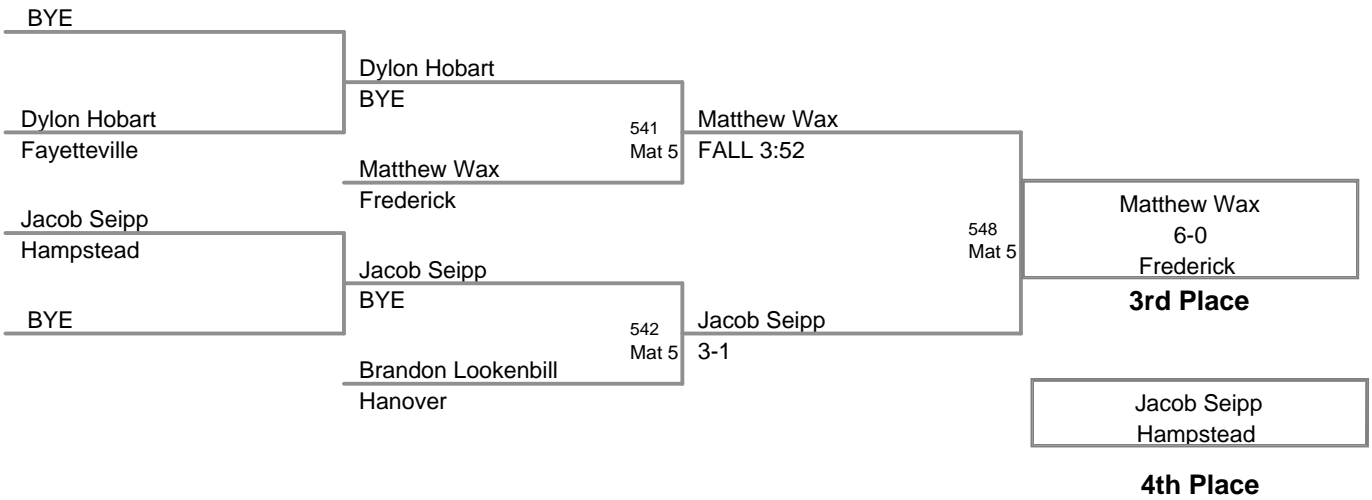 BYE
Dylon Hobart
BYE
Dylon Hobart
Fayetteville
541
Mat 5
Matthew Wax
FALL 3:52
Matthew Wax
Frederick
Jacob Seipp
Hampstead
548
Mat 5
Matthew Wax
6-0
Frederick
3rd Place
Jacob Seipp
BYE
BYE
542
Mat 5
Jacob Seipp
3-1
Brandon Lookenbill
Hanover
Jacob Seipp
Hampstead
4th Place